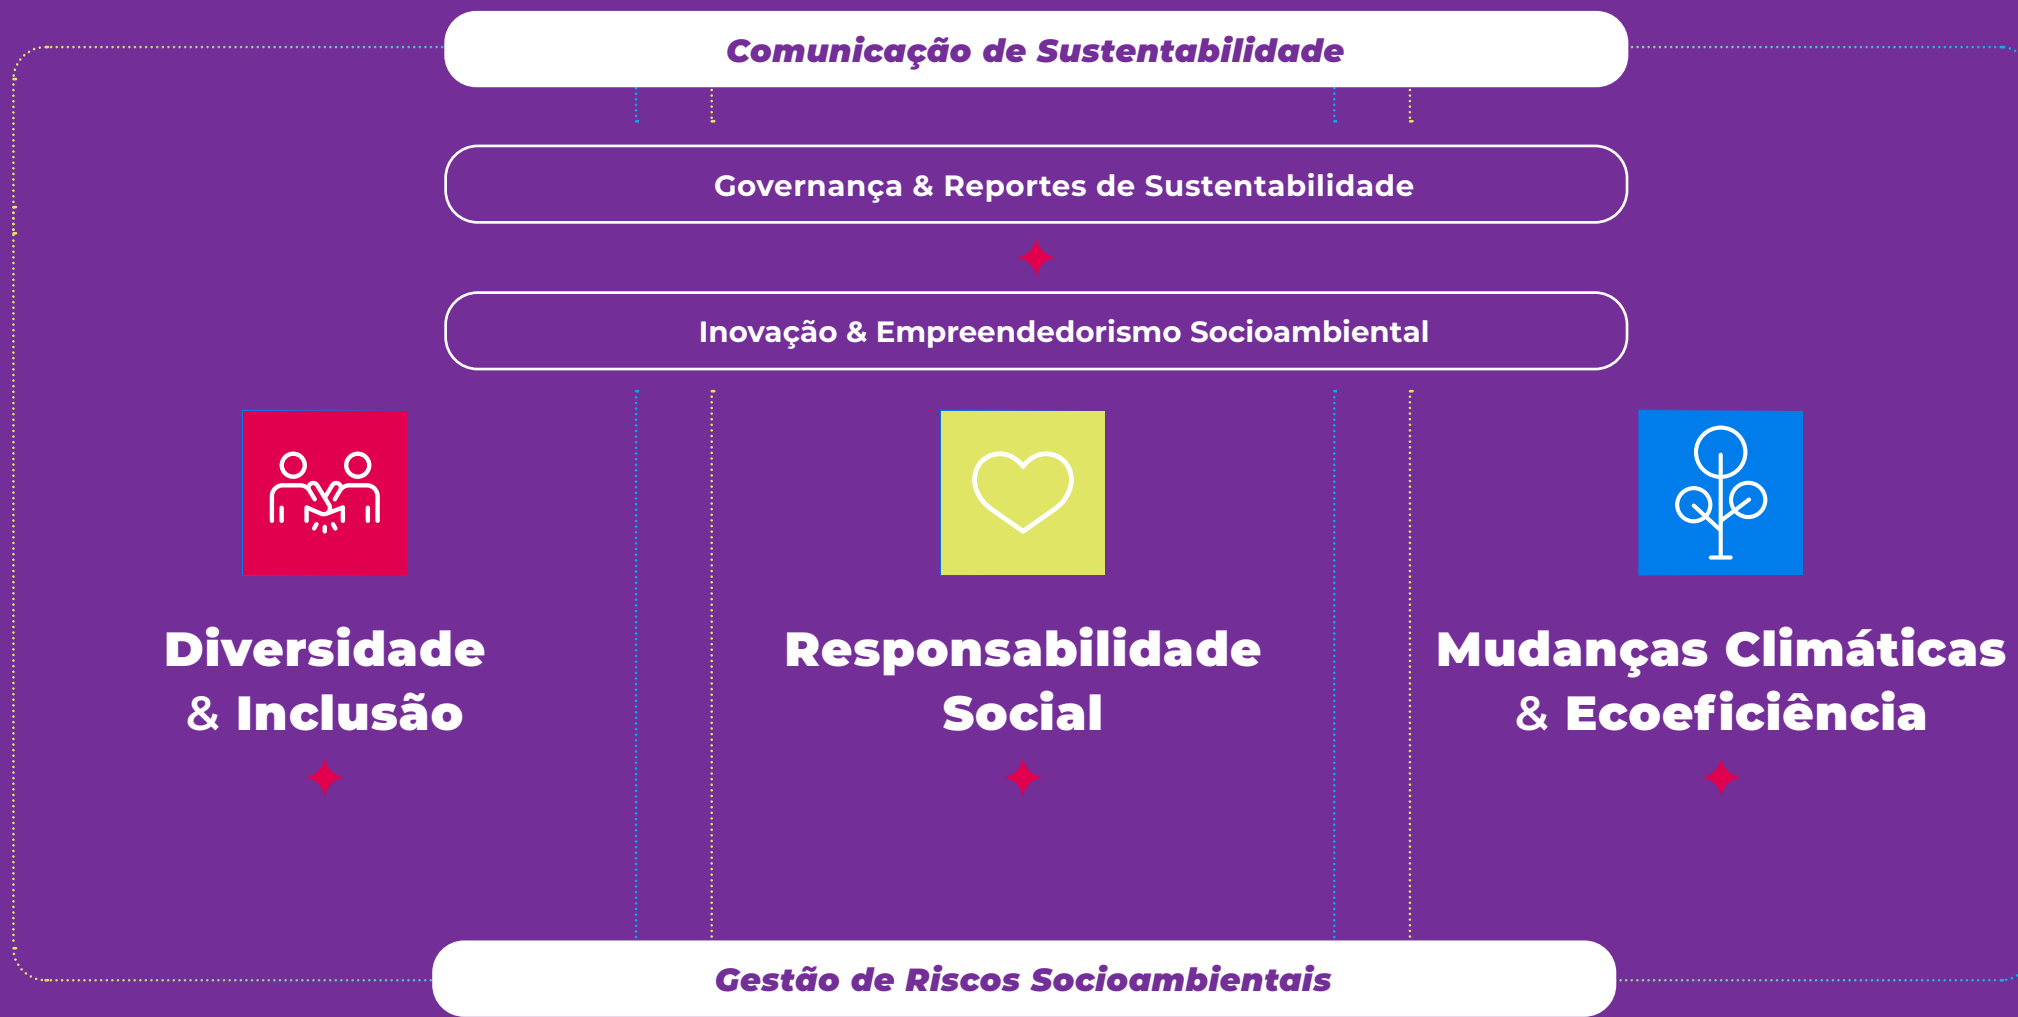 Comunicação de Sustentabilidade
Governança & Reportes de Sustentabilidade
Inovação & Empreendedorismo Socioambiental
Diversidade
& Inclusão
Responsabilidade
Social
Mudanças Climáticas
& Ecoeficiência
Gestão de Riscos Socioambientais